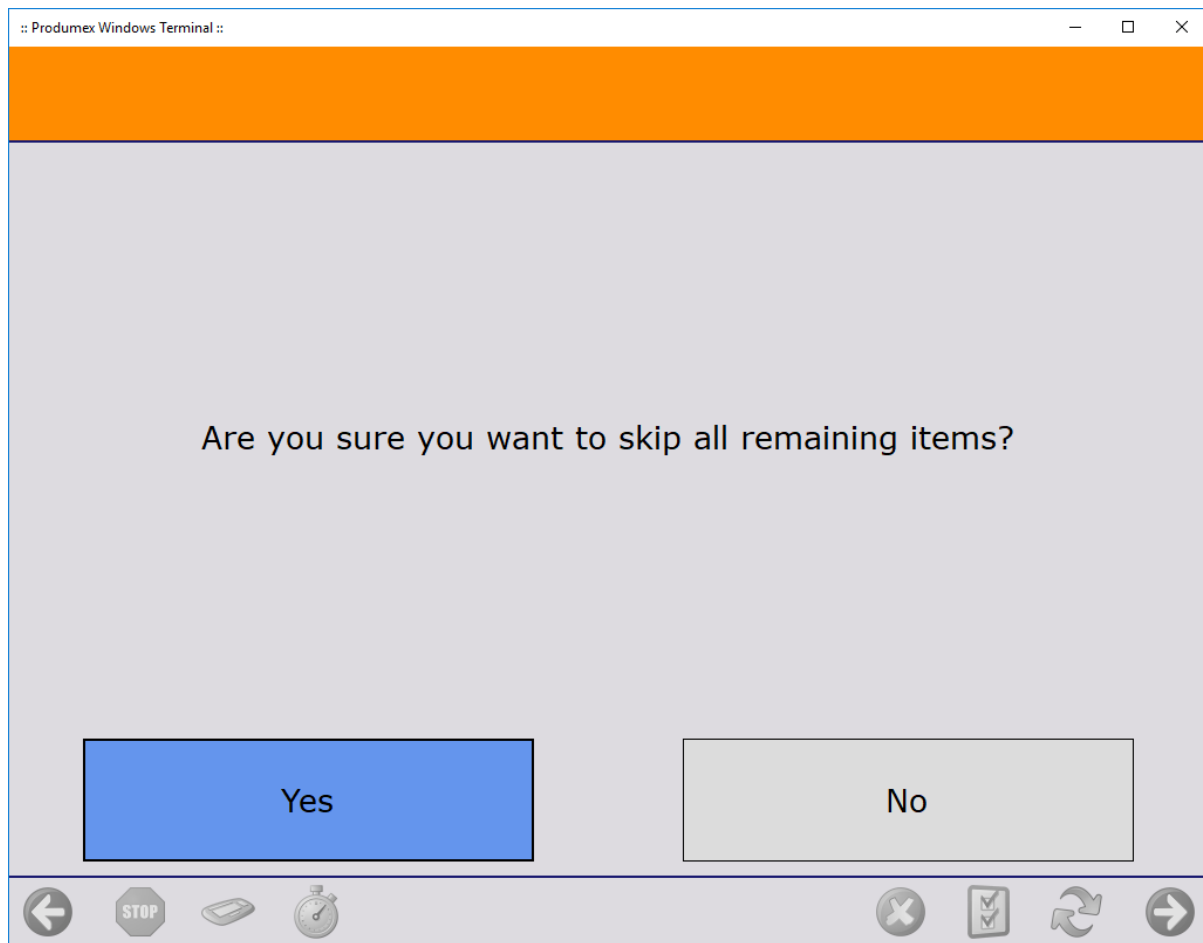 :: Produmex Windows Terminal ::
Are you sure you want to skip all remaining items?
Yes
No
STOP